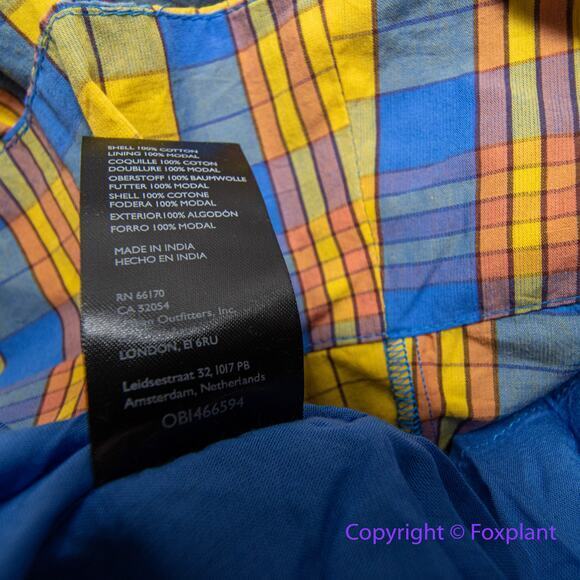 SHELL 100% COTTON
LINING 100% MODAL
COQUILLE 100% COTON
DOUBLURE 100% MODAL
OBERSTOFF 100% BAUMWOLLE
FUTTER 100% MODAL
SHELL 100% COTONE
FODERA 100% MODAL
EXTERIOR100% ALGODÓN
FORRO 100% MODAL
MADE IN INDIA
HECHO EN INDIA
RN 66170
CA 32054
Outfitters, Inc.
LONDON, E1 6RU
Leidsestraat 32, 1017 PB
Amsterdam, Netherlands
OB1466594
Copyright © Foxplant